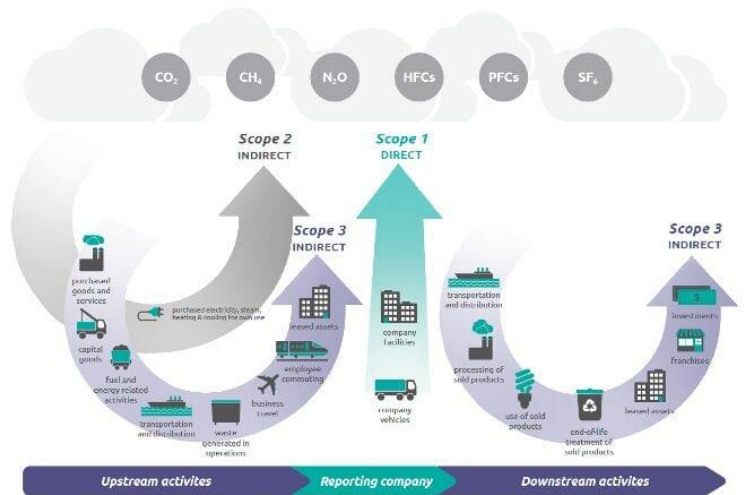 CO₂
CH₄
N₂O
HFCs
PFCs
SF₆
Scope 2
INDIRECT
Scope 1
DIRECT
Scope 3
INDIRECT
Scope 3
INDIRECT
purchased
goods and
services
capital
goods
fuel and
energy related
activities
transportation
and distribution
waste
generated in
operations
business
travel
employee
commuting
leased assets
purchased electricity, steam,
heating & cooling for own use
company
facilities
company
vehicles
transportation
and distribution
processing of
sold products
use of sold
products
end-of-life
treatment of
sold products
leased assets
franchises
investments
$
Upstream activites
Reporting company
Downstream activites